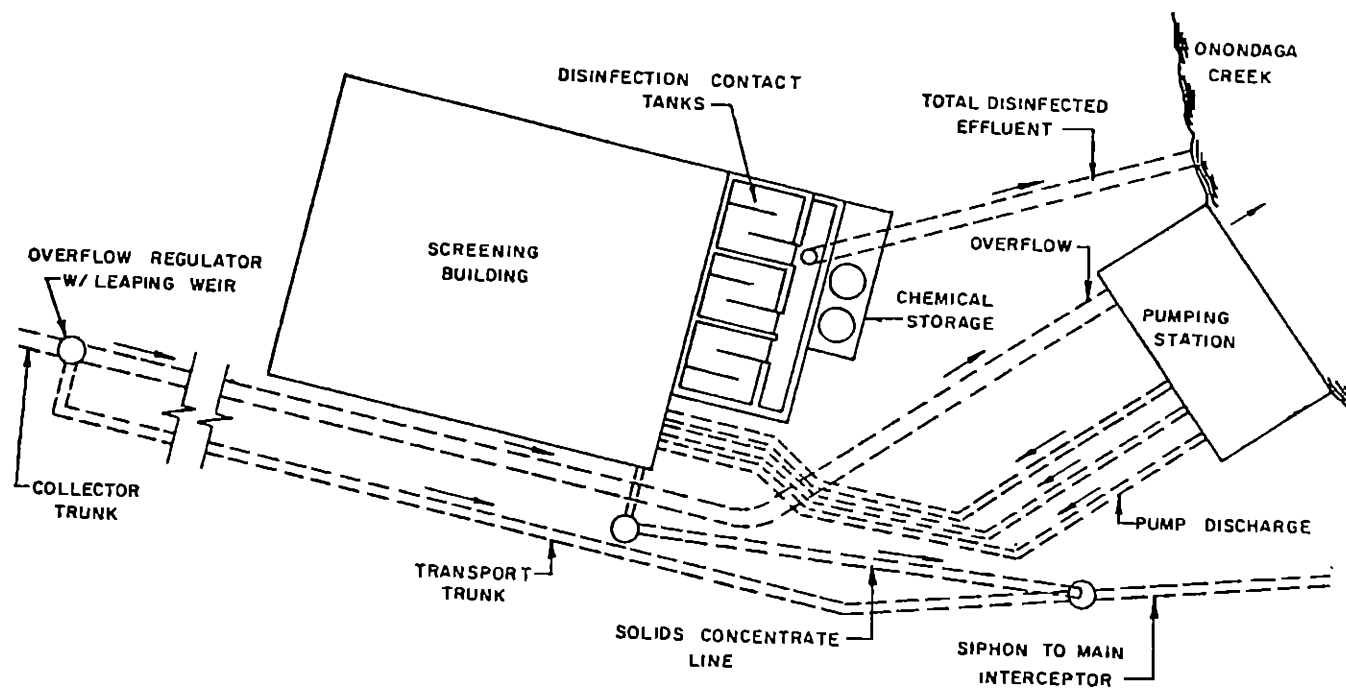 ONONDAGA
CREEK
DISINFECTION CONTACT
TANKS
TOTAL DISINFECTED
EFFLUENT
OVERFLOW REGULATOR
W/ LEAPING WEIR
SCREENING
BUILDING
OVERFLOW
CHEMICAL
STORAGE
PUMPING
STATION
COLLECTOR
TRUNK
PUMP DISCHARGE
TRANSPORT
TRUNK
SOLIDS CONCENTRATE
LINE
SIPHON TO MAIN
INTERCEPTOR